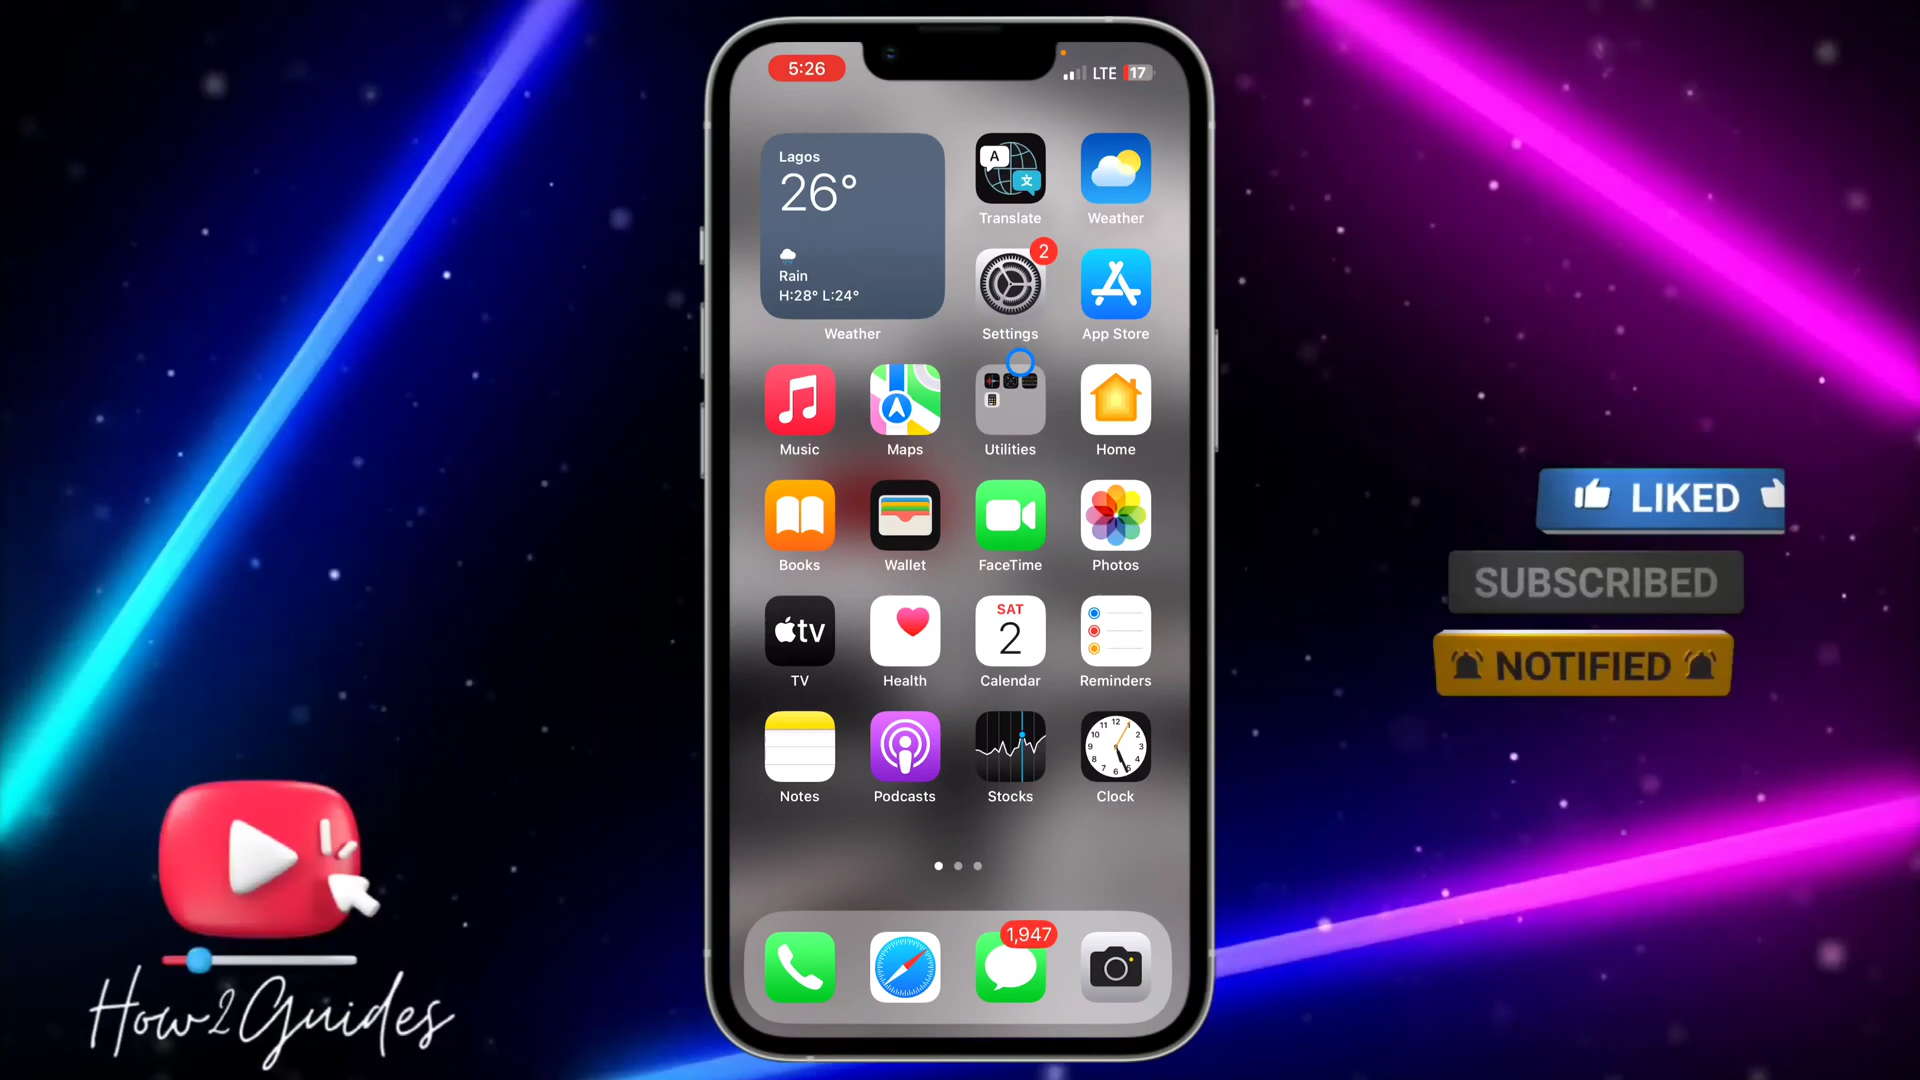 5:26
LTE 17
Lagos
26°
Rain
H:28° L:24°
Weather
A
文
Translate
Weather
2
Settings
App Store
Music
Maps
Utilities
Home
Books
Wallet
FaceTime
Photos
tv
TV
Health
SAT
2
Calendar
Reminders
Notes
Podcasts
Stocks
Clock
1,947
LIKED
SUBSCRIBED
NOTIFIED
How2Guides